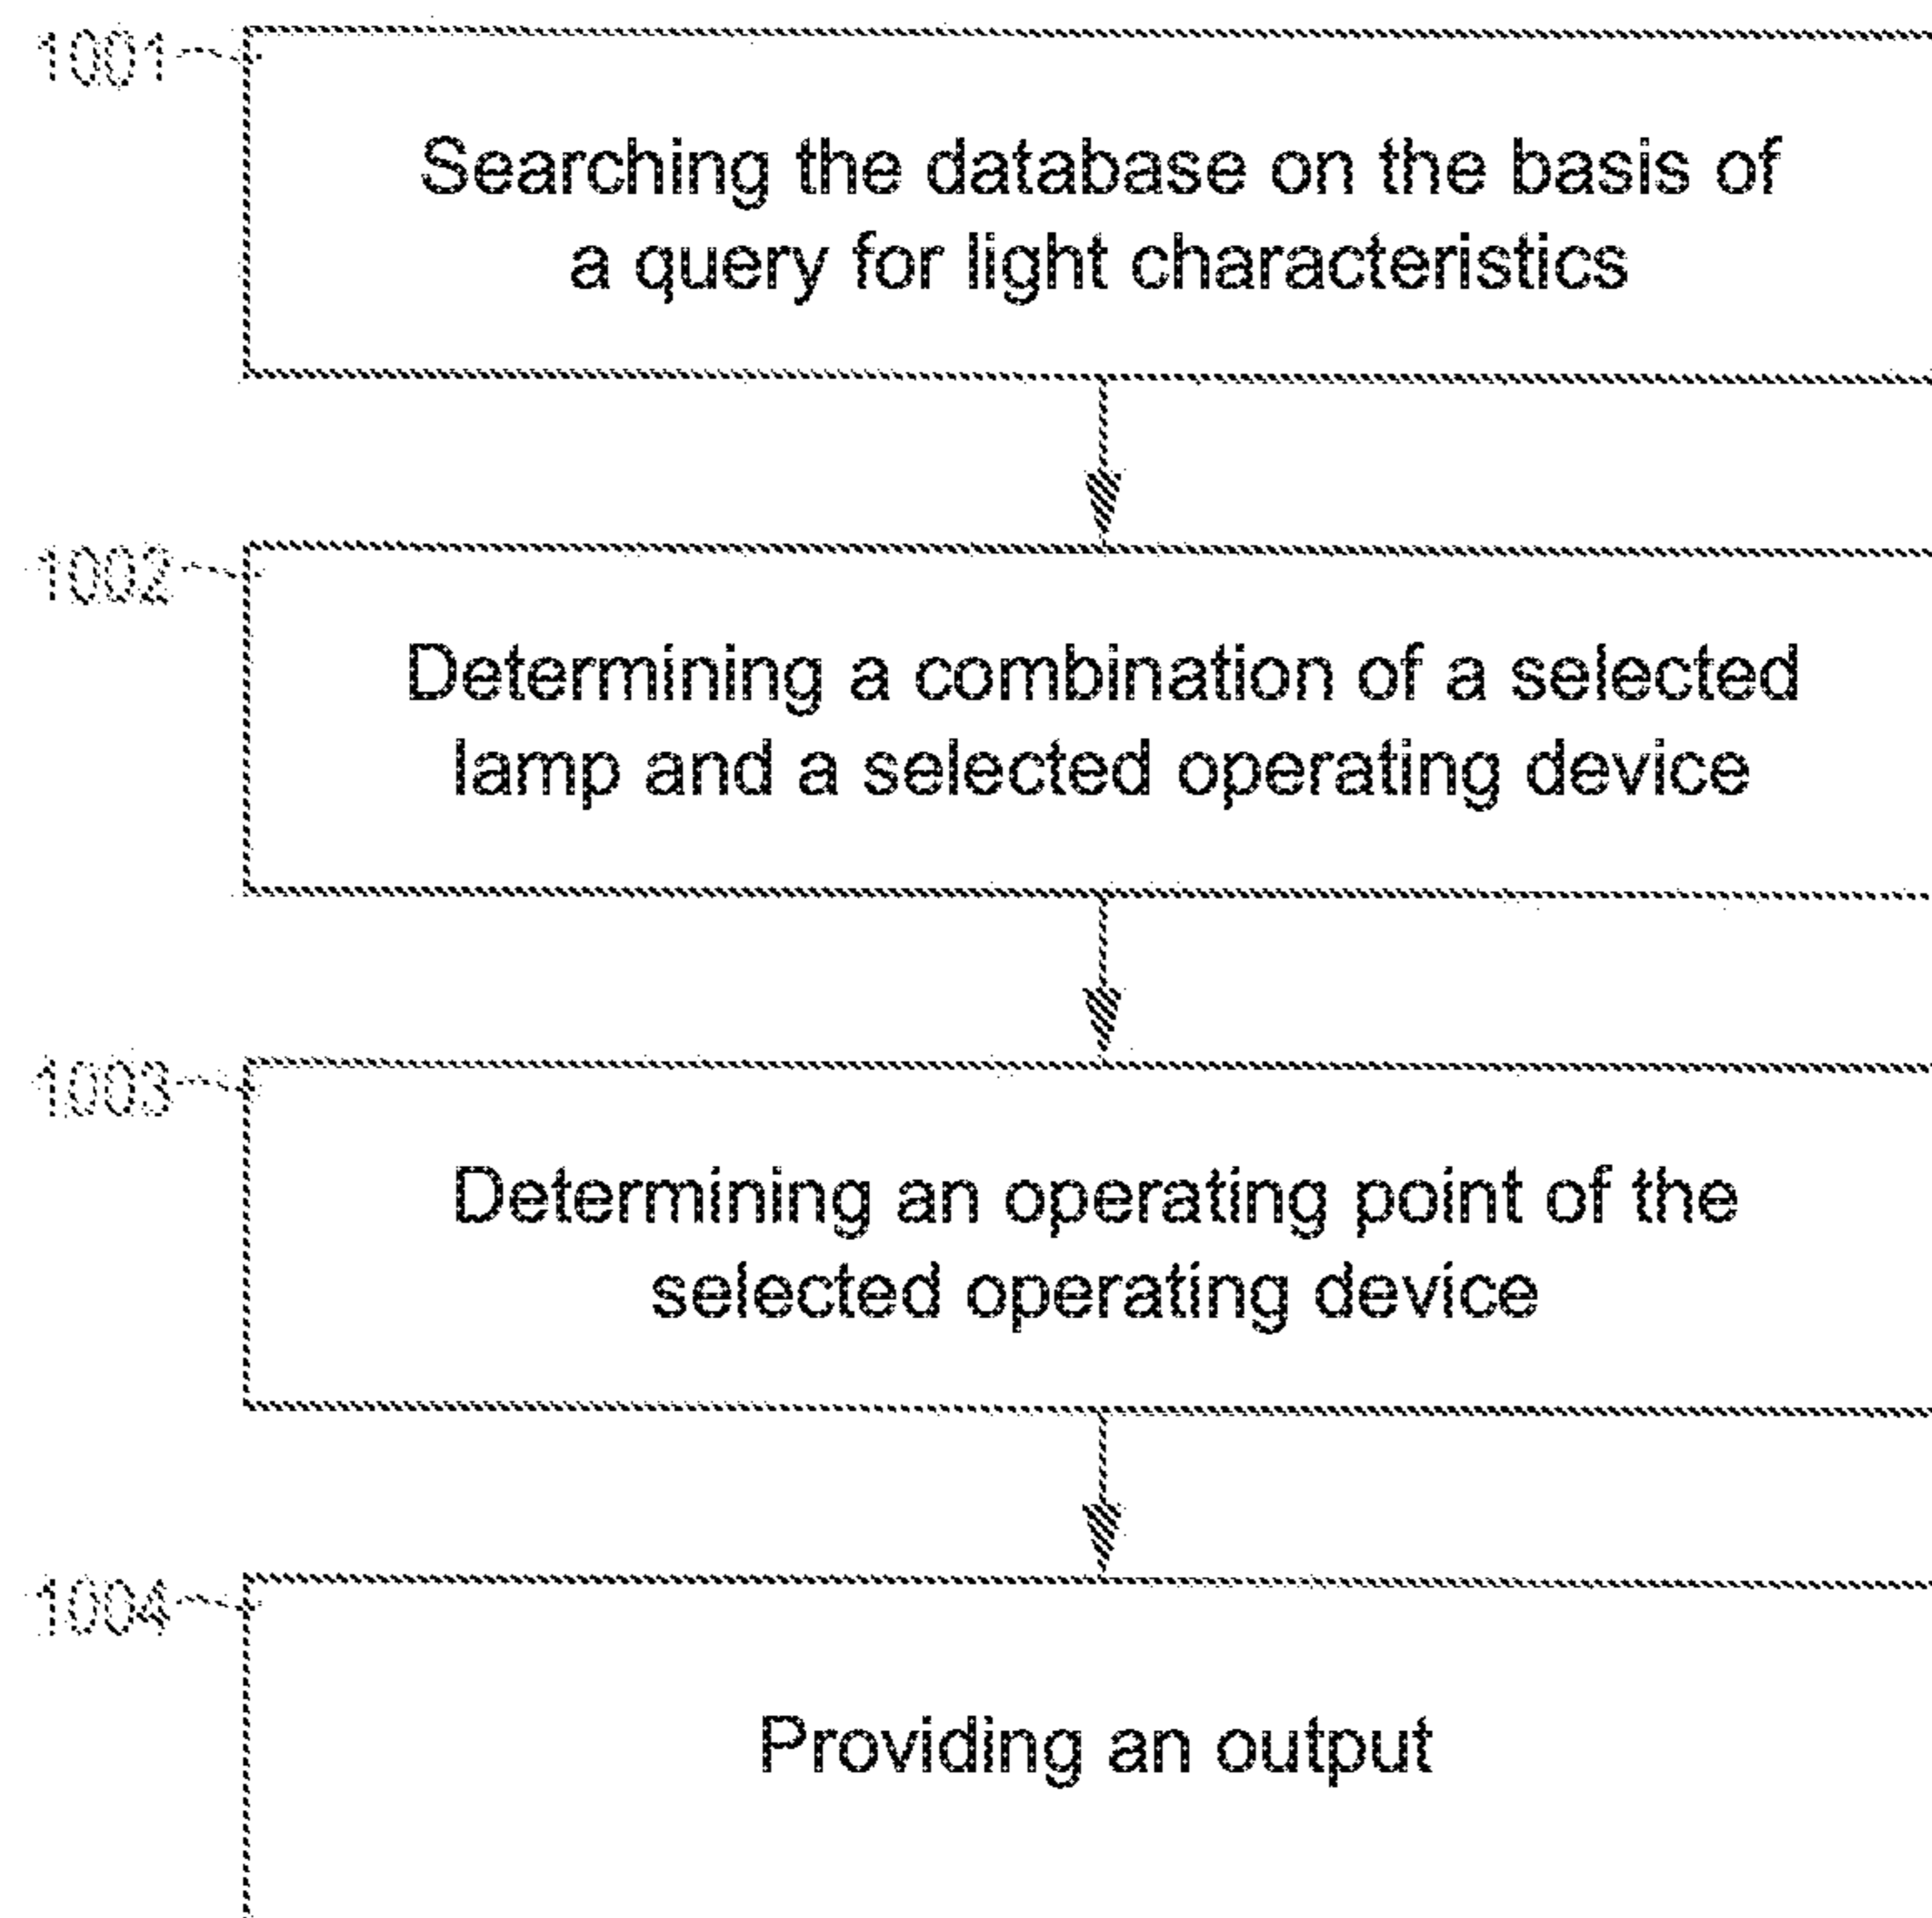 1001
Searching the database on the basis of
a query for light characteristics
1002
Determining a combination of a selected
lamp and a selected operating device
1003
Determining an operating point of the
selected operating device
1004
Providing an output